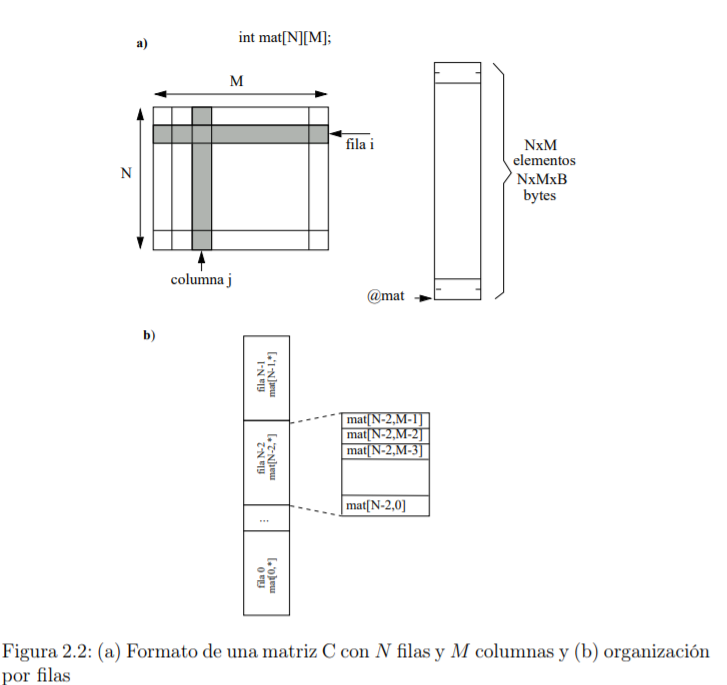 a)
int mat[N][M];
M
N
fila i
columna j
NxM
elementos
NxMxB
bytes
@mat
b)
fila N-1
mat[N-1,*]
fila N-2
mat[N-2,*]
...
fila 0
mat[0,*]
mat[N-2,M-1]
mat[N-2,M-2]
mat[N-2,M-3]
mat[N-2,0]
Figura 2.2: (a) Formato de una matriz C con N filas y M columnas y (b) organización
por filas